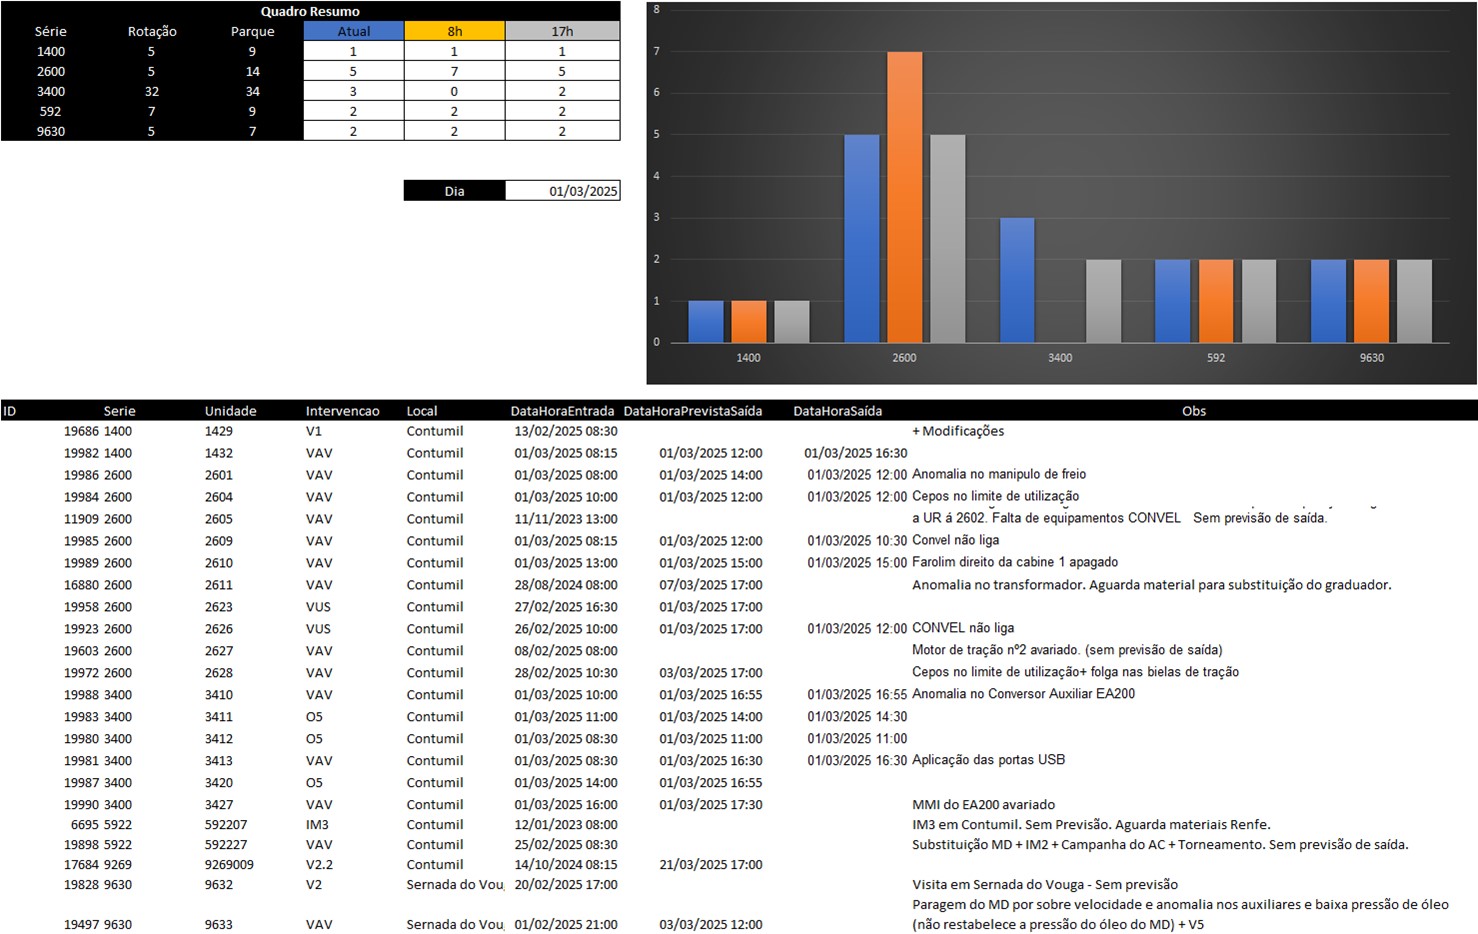 Quadro Resumo
Série Rotação Parque Atual 8h 17h
1400 5 9 1 1 1
2600 5 14 5 7 5
3400 32 34 3 0 2
592 7 9 2 2 2
9630 5 7 2 2 2
Dia 01/03/2025
8
7
6
5
4
3
2
1
0
1400 2600 3400 592 9630
ID Serie Unidade Intervencao Local DataHoraEntrada DataHoraPrevistaSaída DataHoraSaída Obs
19686 1400 1429 V1 Contumil 13/02/2025 08:30 + Modificações
19982 1400 1432 VAV Contumil 01/03/2025 08:15 01/03/2025 12:00 01/03/2025 16:30
19986 2600 2601 VAV Contumil 01/03/2025 08:00 01/03/2025 14:00 01/03/2025 12:00 Anomalia no manipulo de freio
19984 2600 2604 VAV Contumil 01/03/2025 10:00 01/03/2025 12:00 01/03/2025 12:00 Cepos no limite de utilização
11909 2600 2605 VAV Contumil 11/11/2023 13:00 a UR á 2602. Falta de equipamentos CONVEL Sem previsão de saída.
19985 2600 2609 VAV Contumil 01/03/2025 08:15 01/03/2025 12:00 01/03/2025 10:30 Convel não liga
19989 2600 2610 VAV Contumil 01/03/2025 13:00 01/03/2025 15:00 01/03/2025 15:00 Farolim direito da cabine 1 apagado
16880 2600 2611 VAV Contumil 28/08/2024 08:00 07/03/2025 17:00 Anomalia no transformador. Aguarda material para substituição do graduador.
19958 2600 2623 VUS Contumil 27/02/2025 16:30 01/03/2025 17:00
19923 2600 2626 VUS Contumil 26/02/2025 10:00 01/03/2025 17:00 01/03/2025 12:00 CONVEL não liga
19603 2600 2627 VAV Contumil 08/02/2025 08:00 Motor de tração nº2 avariado. (sem previsão de saída)
19972 2600 2628 VAV Contumil 28/02/2025 10:30 03/03/2025 17:00 Cepos no limite de utilização+ folga nas bielas de tração
19988 3400 3410 VAV Contumil 01/03/2025 10:00 01/03/2025 16:55 01/03/2025 16:55 Anomalia no Conversor Auxiliar EA200
19983 3400 3411 O5 Contumil 01/03/2025 11:00 01/03/2025 14:00 01/03/2025 14:30
19980 3400 3412 O5 Contumil 01/03/2025 08:30 01/03/2025 11:00 01/03/2025 11:00
19981 3400 3413 VAV Contumil 01/03/2025 08:30 01/03/2025 16:30 01/03/2025 16:30 Aplicação das portas USB
19987 3400 3420 O5 Contumil 01/03/2025 14:00 01/03/2025 16:55
19990 3400 3427 VAV Contumil 01/03/2025 16:00 01/03/2025 17:30 MMI do EA200 avariado
6695 5922 592207 IM3 Contumil 12/01/2023 08:00 IM3 em Contumil. Sem Previsão. Aguarda materiais Renfe.
19898 5922 592227 VAV Contumil 25/02/2025 08:30 Substituição MD + IM2 + Campanha do AC + Torneamento. Sem previsão de saída.
17684 9269 9269009 V2.2 Contumil 14/10/2024 08:15 21/03/2025 17:00
19828 9630 9632 V2 Sernada do Voug 20/02/2025 17:00 Visita em Sernada do Vouga - Sem previsão
Paragem do MD por sobre velocidade e anomalia nos auxiliares e baixa pressão de óleo
19497 9630 9633 VAV Sernada do Voug 01/02/2025 21:00 03/03/2025 12:00 (não restabelece a pressão do óleo do MD) + V5